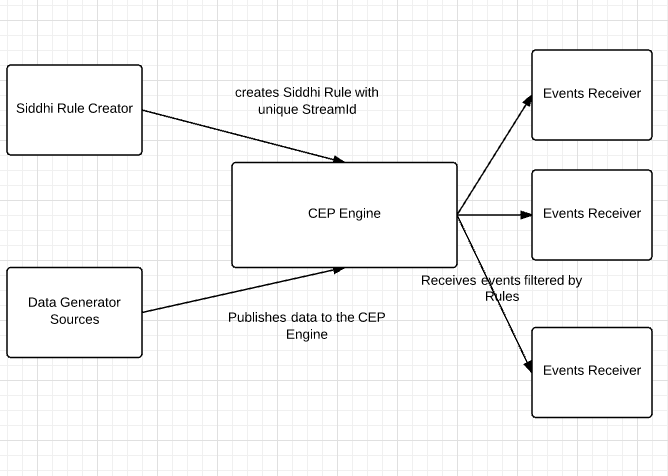 Siddhi Rule Creator
creates Siddhi Rule with
unique StreamId
Events Receiver
CEP Engine
Events Receiver
Data Generator
Sources
Publishes data to the CEP
Engine
Receives events filtered by
Rules
Events Receiver